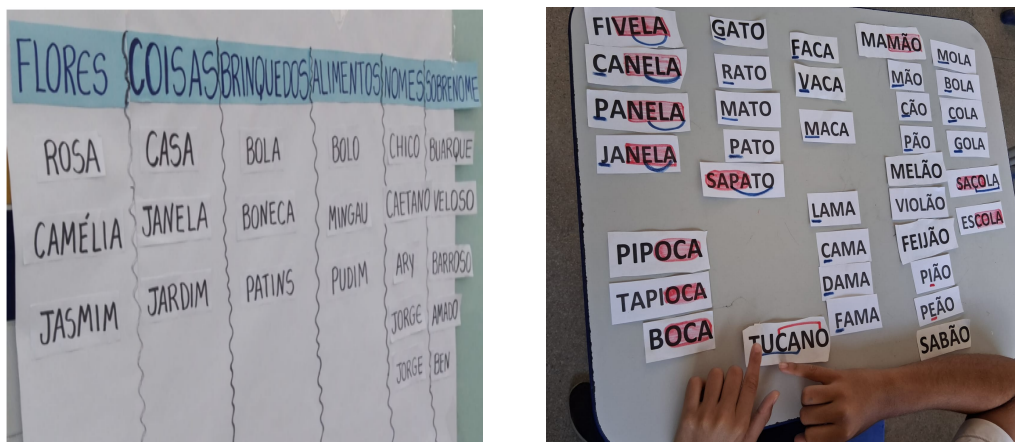 FLORES COISAS BRINQUEDOS ALIMENTOS NOMES SOBRENOME
ROSA CASA BOLA BOLO CHICO BUARQUE
CAMÉLIA JANELA BONECA MINGAU CAETANO VELOSO
JASMIM JARDIM PATINS PUDIM ARY BARROSO
JORGE AMADO
JORGE BEN
FIVELA
CANELA
PANELA
JANELA
GATO
RATO
MATO
PATO
SAPATO
FACA
VACA
MACA
MAMÃO
MÃO
CÃO
PÃO
MELÃO
VIOLÃO
FEIJÃO
PIÃO
PEÃO
SABÃO
MOLA
BOLA
COLA
GOLA
SACOLA
ESCOLA
LAMA
CAMA
DAMA
FAMA
PIPOCA
TAPIOCA
BOCA
TUCANO